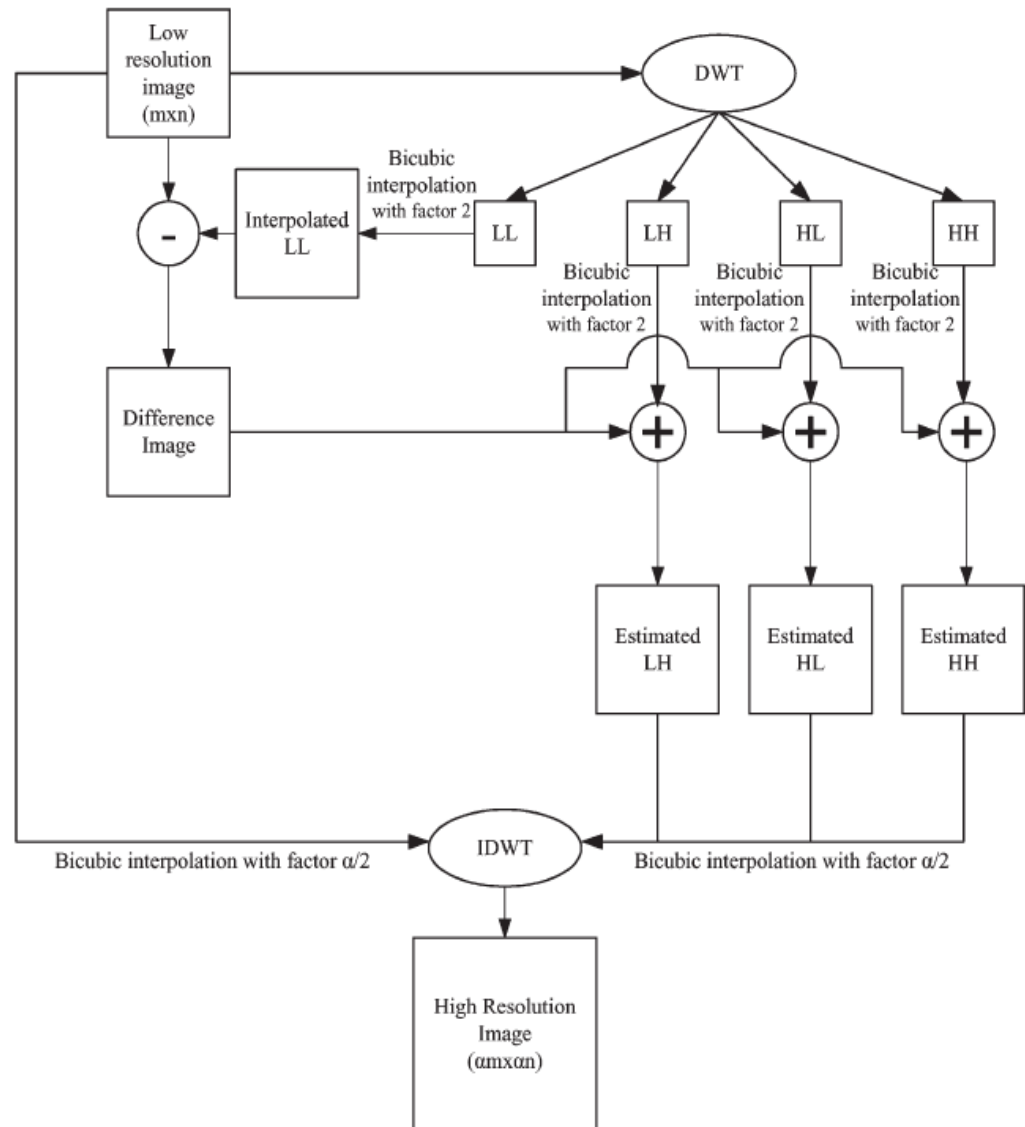 Low
resolution
image
(mxn)
DWT
Bicubic
interpolation
with factor 2
Interpolated
LL
-
LL
LH
HL
HH
Bicubic
interpolation
with factor 2
Bicubic
interpolation
with factor 2
Bicubic
interpolation
with factor 2
Difference
Image
+
+
+
Estimated
LH
Estimated
HL
Estimated
HH
IDWT
Bicubic interpolation with factor α/2
Bicubic interpolation with factor α/2
High Resolution
Image
(αmxαn)